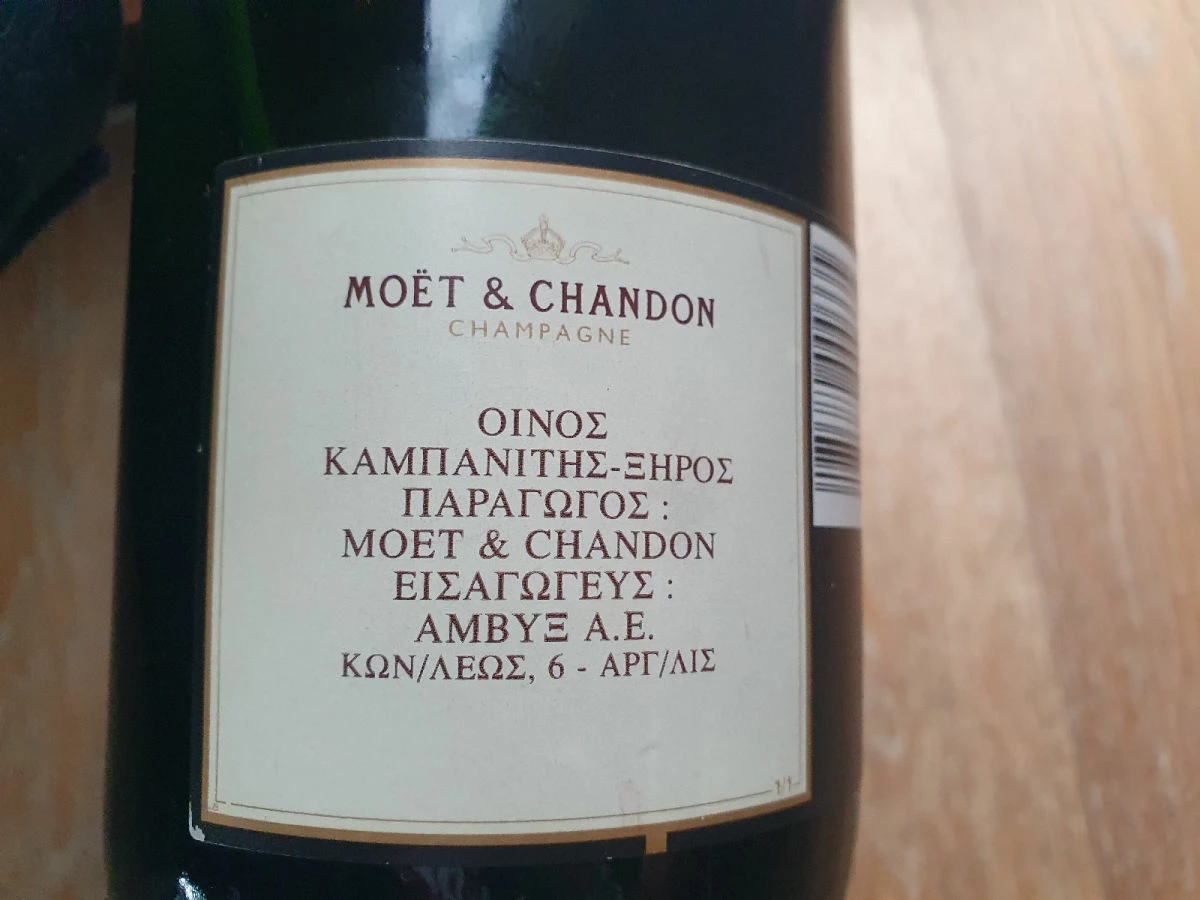 MOËT & CHANDON
CHAMPAGNE
ΟΙΝΟΣ
ΚΑΜΠΑΝΙΤΗΣ-ΞΗΡΟΣ
ΠΑΡΑΓΩΓΟΣ :
MOET & CHANDON
ΕΙΣΑΓΩΓΕΥΣ :
ΑΜΒΥΞ Α.Ε.
ΚΩΝ/ΛΕΩΣ, 6 - ΑΡΓ/ΛΙΣ